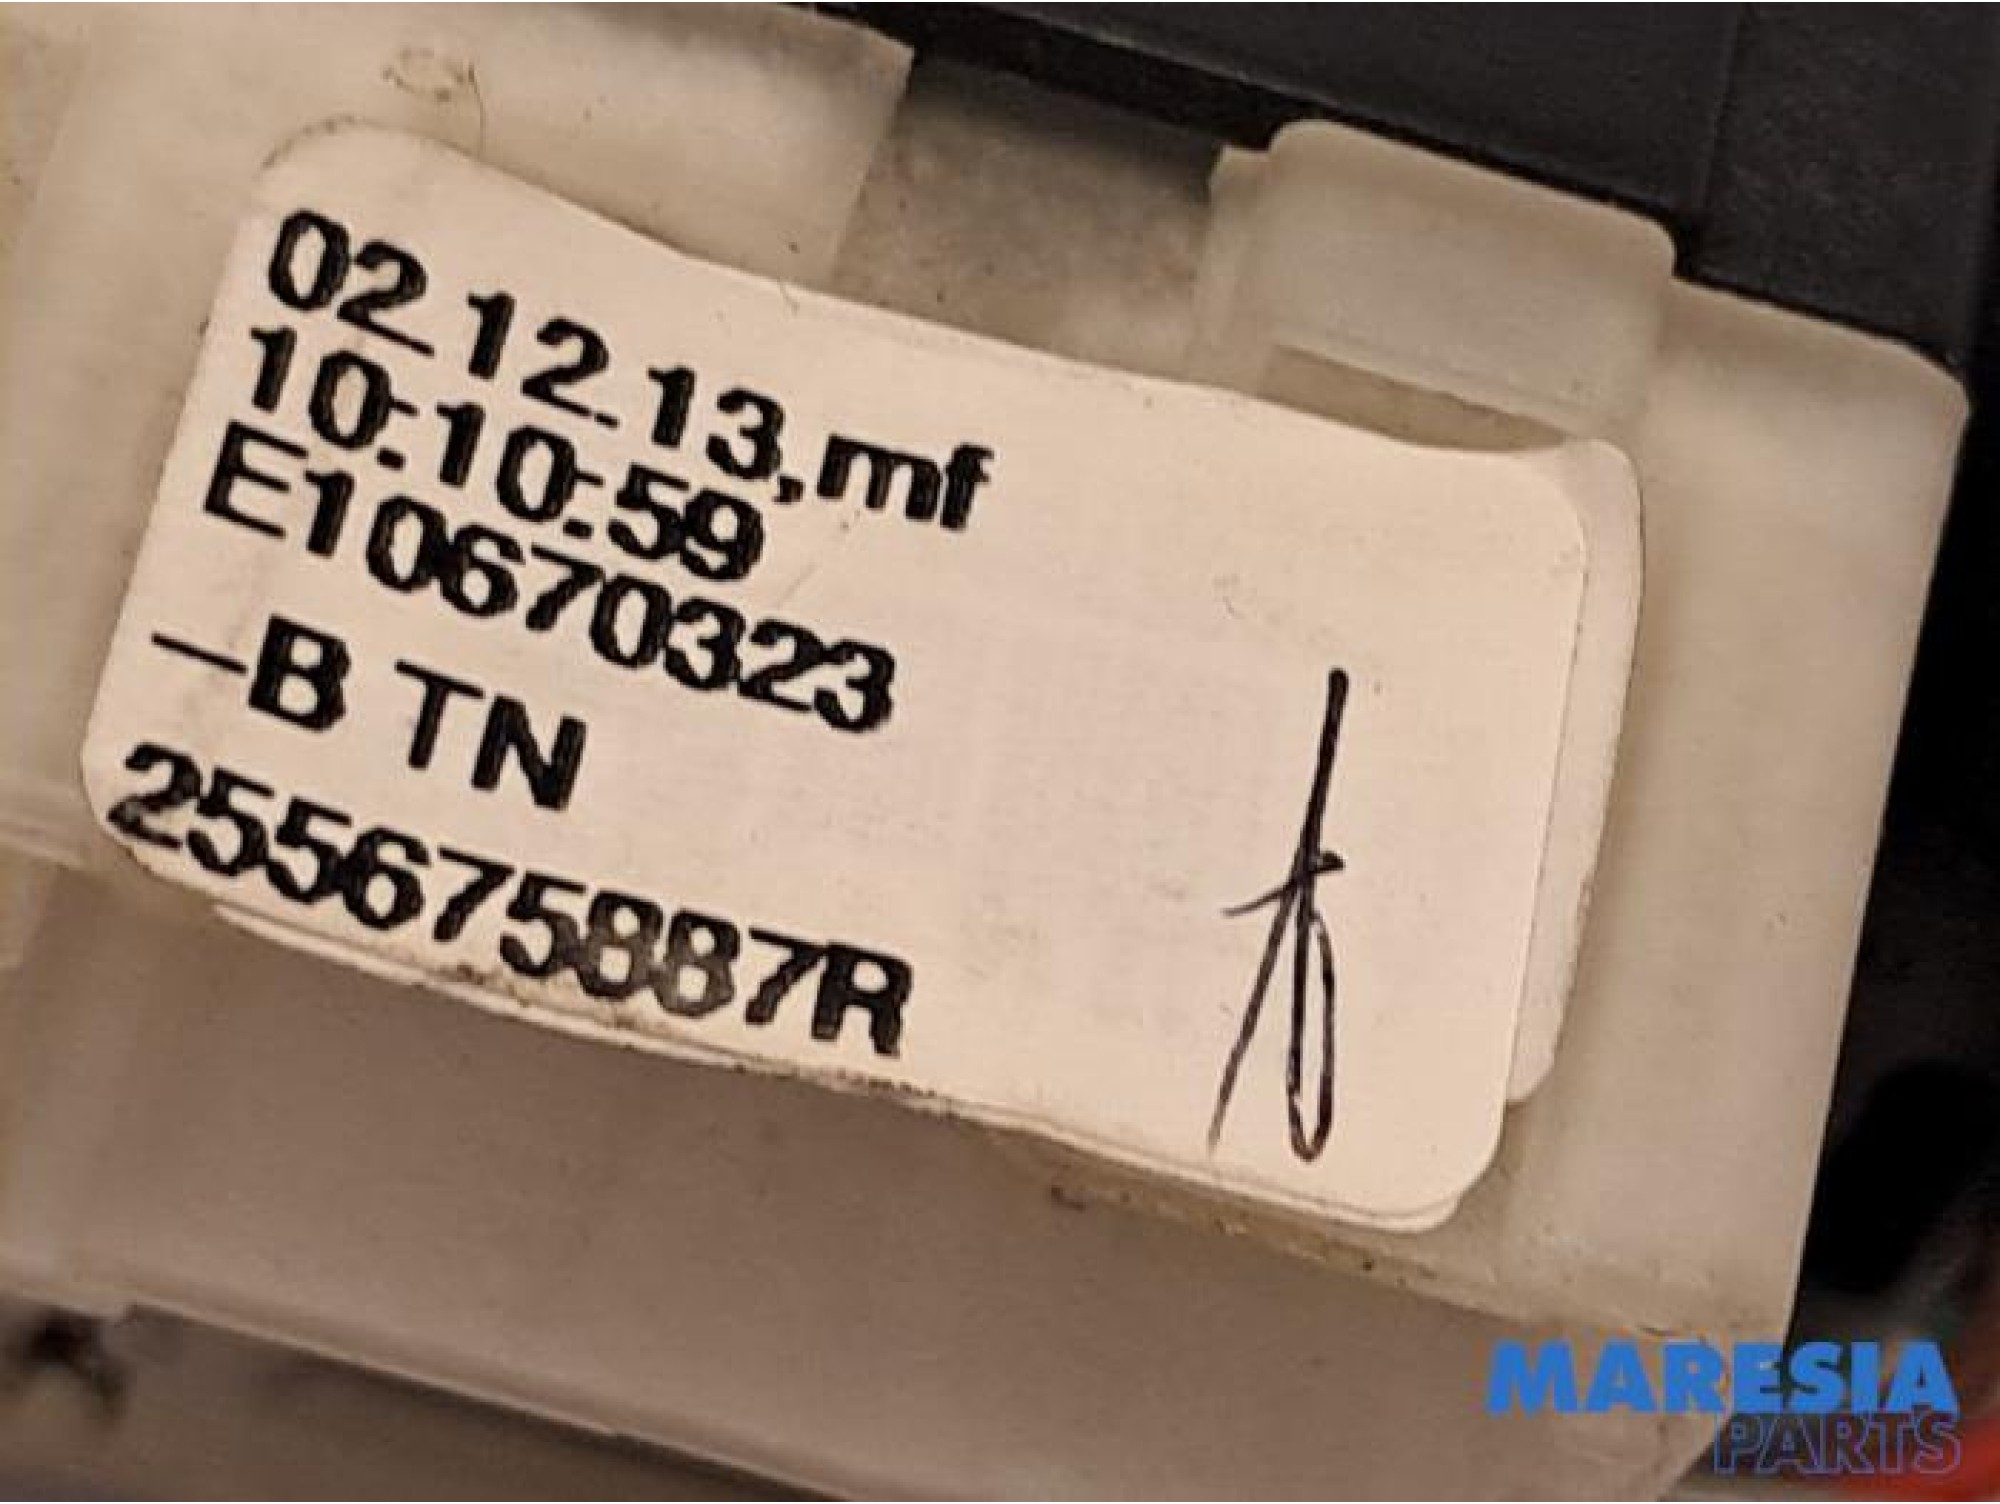 02.12.13,mf
10:10:59
E10670323
-B TN
255675887R
MARESIA
PARTS